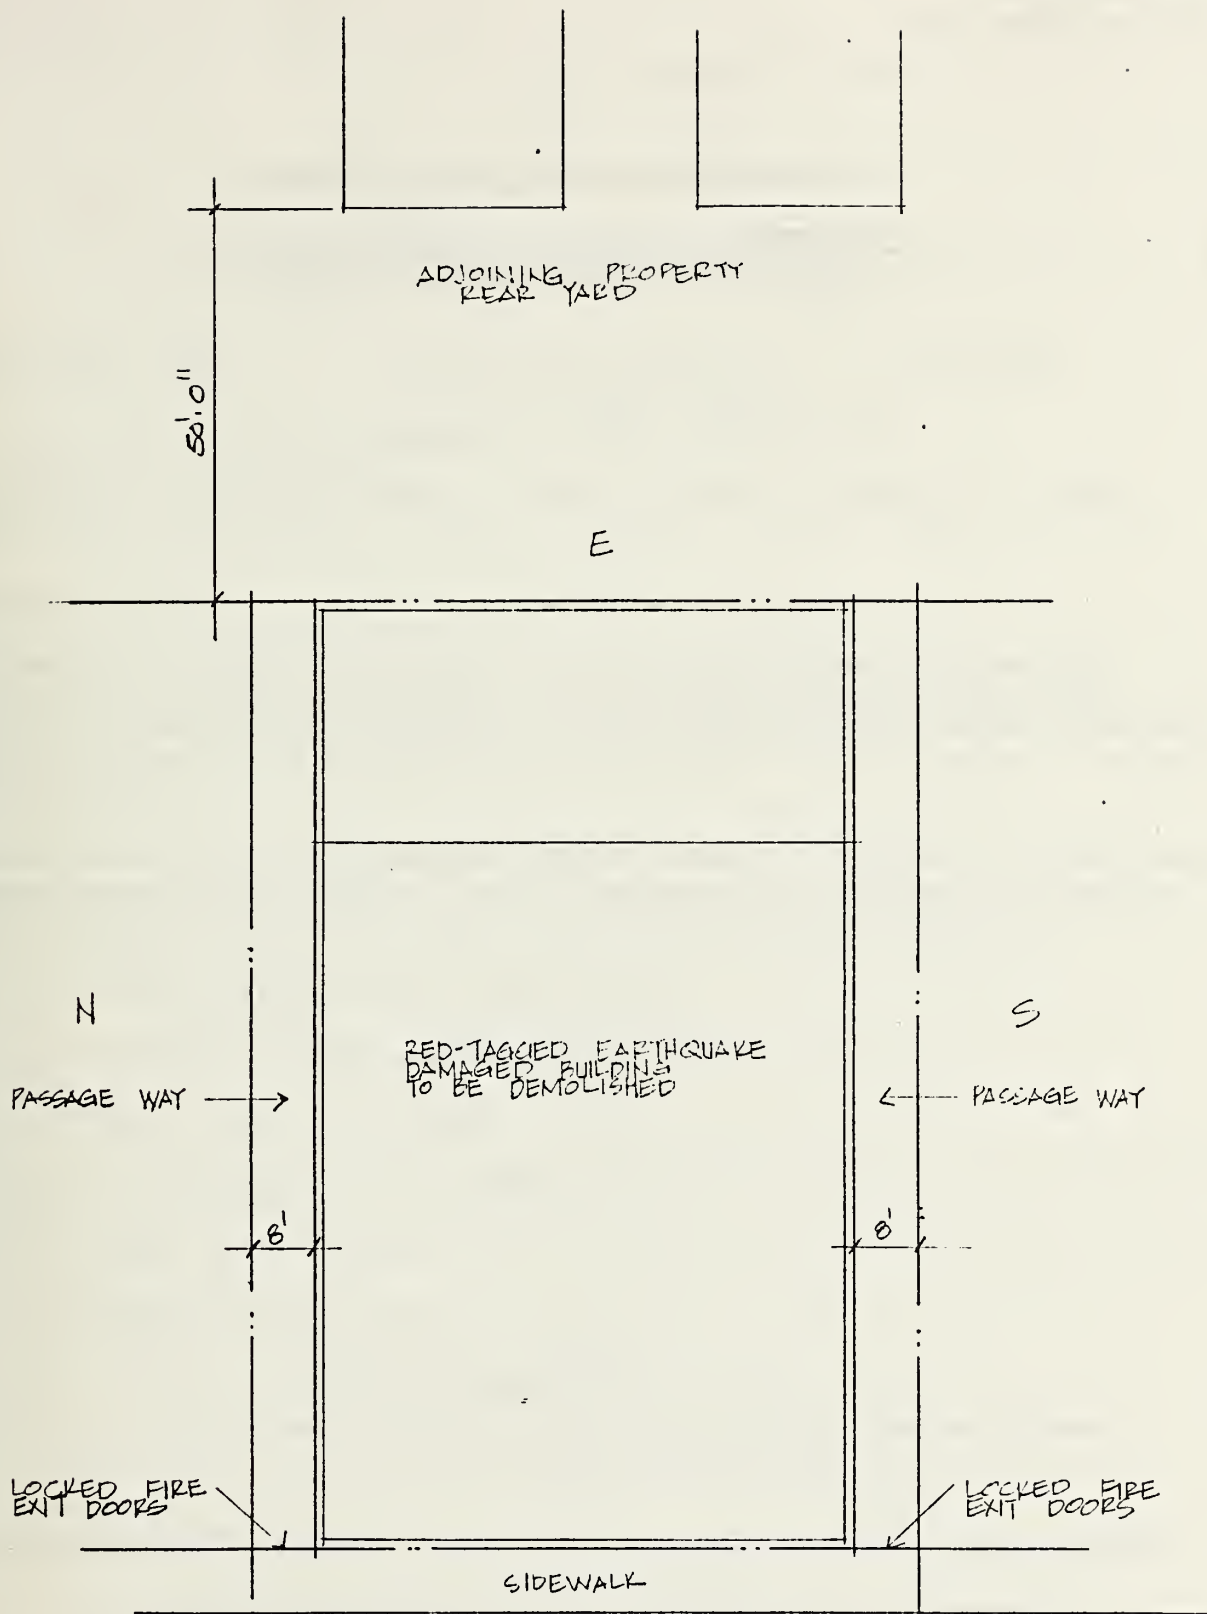 ADJOINING PROPERTY
REAR YARD
50'.0"
E
N
S
RED-TAGGED EARTHQUAKE
DAMAGED BUILDING
TO BE DEMOLISHED
PASSAGE WAY
PASSAGE WAY
8'
8'
LOCKED FIRE
EXIT DOORS
LOCKED FIRE
EXIT DOORS
SIDEWALK